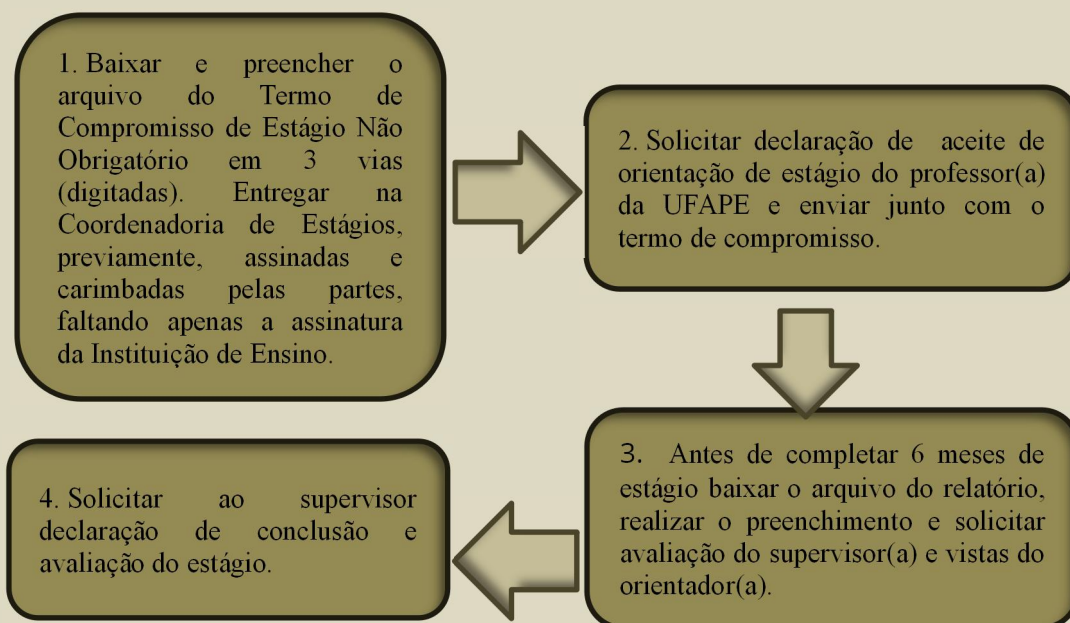 1. Baixar e preencher o
arquivo do Termo de
Compromisso de Estágio Não
Obrigatório em 3 vias
(digitadas). Entregar na
Coordenadoria de Estágios,
previamente, assinadas e
carimbadas pelas partes,
faltando apenas a assinatura
da Instituição de Ensino.
2. Solicitar declaração de aceite de
orientação de estágio do professor(a)
da UFAPE e enviar junto com o
termo de compromisso.
3. Antes de completar 6 meses de
estágio baixar o arquivo do relatório,
realizar o preenchimento e solicitar
avaliação do supervisor(a) e vistas do
orientador(a).
4. Solicitar ao supervisor
declaração de conclusão e
avaliação do estágio.